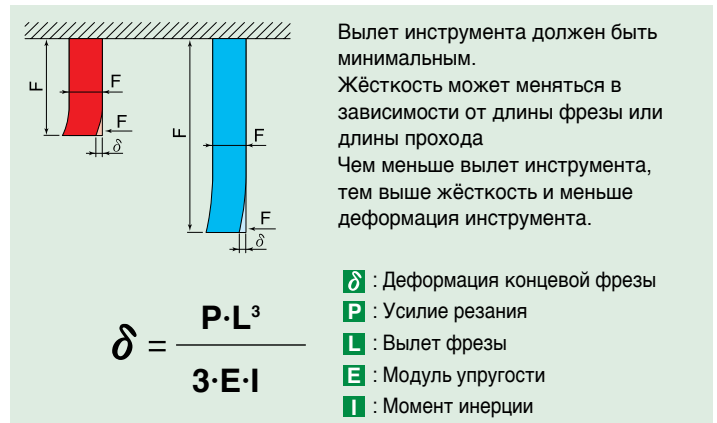 Вылет инструмента должен быть
минимальным.
Жёсткость может меняться в
зависимости от длины фрезы или
длины прохода
Чем меньше вылет инструмента,
тем выше жёсткость и меньше
деформация инструмента.
F
F
F
δ
F
F
F
δ
δ = P·L³
3·E·I
δ : Деформация концевой фрезы
P : Усилие резания
L : Вылет фрезы
E : Модуль упругости
I : Момент инерции